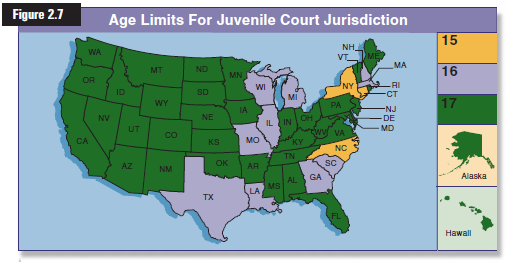 Figure 2.7
Age Limits For Juvenile Court Jurisdiction
15
16
17
WA
OR
CA
NV
ID
MT
WY
UT
AZ
CO
NM
ND
SD
NE
KS
OK
TX
MN
IA
MO
AR
LA
WI
IL
MI
IN
OH
KY
TN
MS
AL
GA
FL
SC
NC
VA
WV
PA
NY
VT
NH
ME
MA
RI
CT
NJ
DE
MD
Alaska
Hawaii